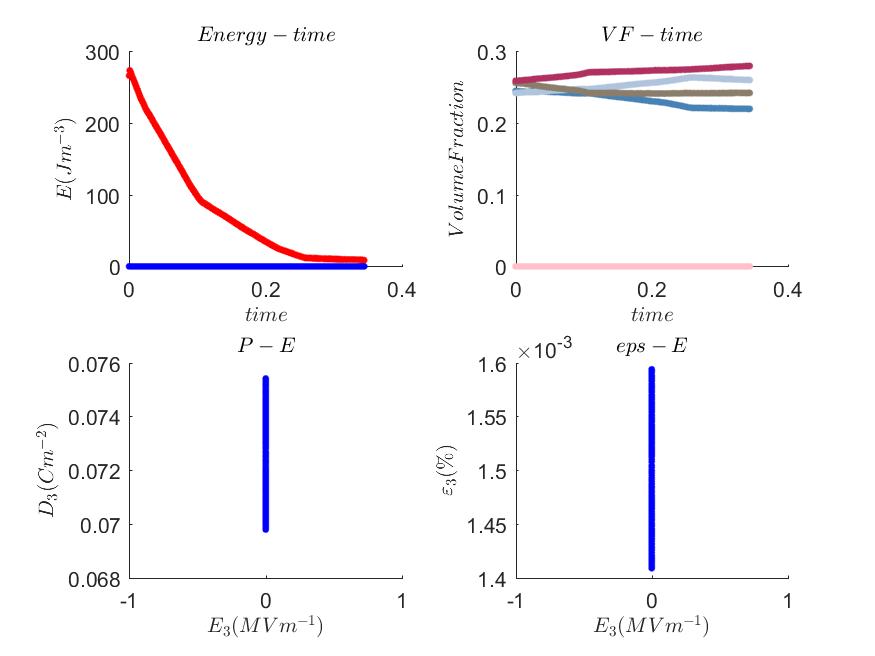 Energy − time
300
200
100
0
0
0.2
0.4
E(Jm⁻³)
time
VF − time
0.3
0.2
0.1
0
0
0.2
0.4
VolumeFraction
time
P − E
0.076
0.074
0.072
0.07
0.068
-1
0
1
D₃(Cm⁻²)
E₃(MVm⁻¹)
×10⁻³
eps − E
1.6
1.55
1.5
1.45
1.4
-1
0
1
ε₃(%)
E₃(MVm⁻¹)